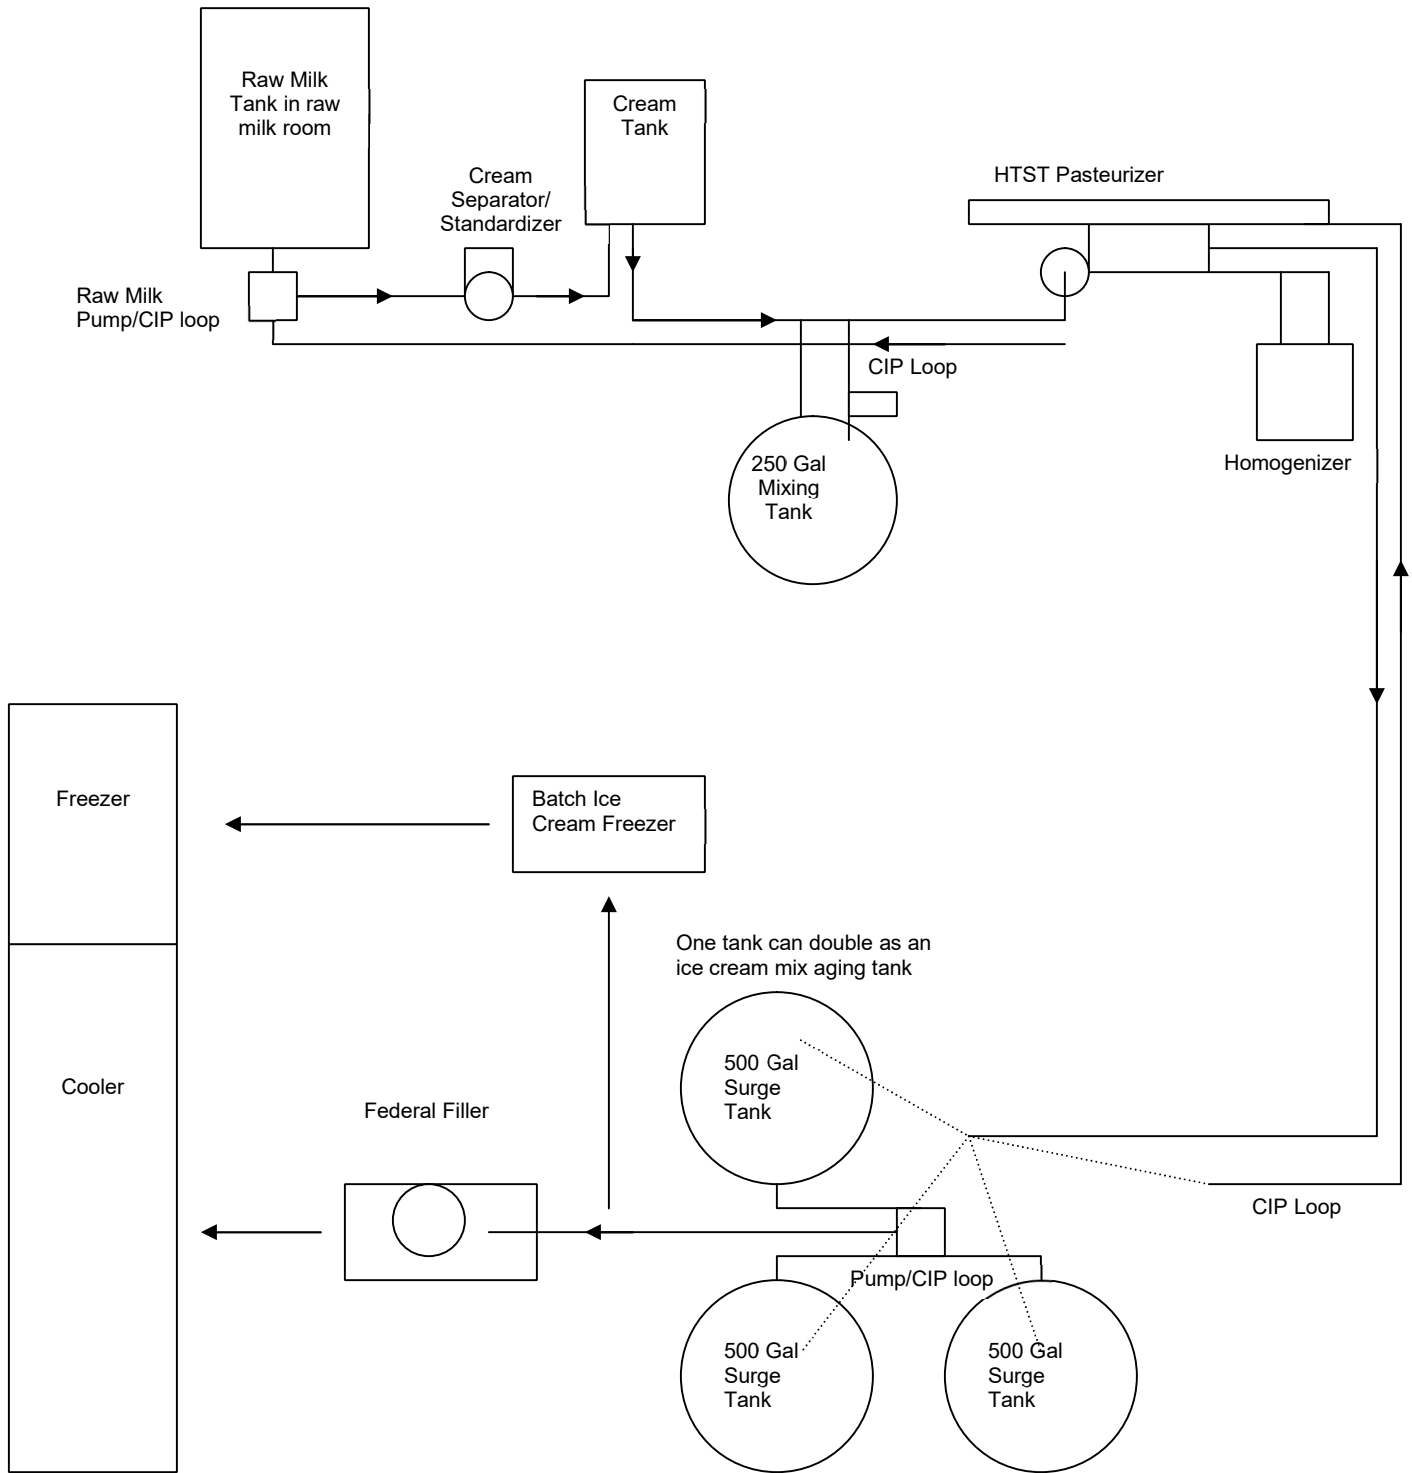 Raw Milk
Tank in raw
milk room
Cream
Tank
Cream
Separator/
Standardizer
HTST Pasteurizer
Raw Milk
Pump/CIP loop
CIP Loop
250 Gal
Mixing
Tank
Homogenizer
Freezer
Batch Ice
Cream Freezer
One tank can double as an
ice cream mix aging tank
500 Gal
Surge
Tank
Cooler
Federal Filler
CIP Loop
Pump/CIP loop
500 Gal
Surge
Tank
500 Gal
Surge
Tank